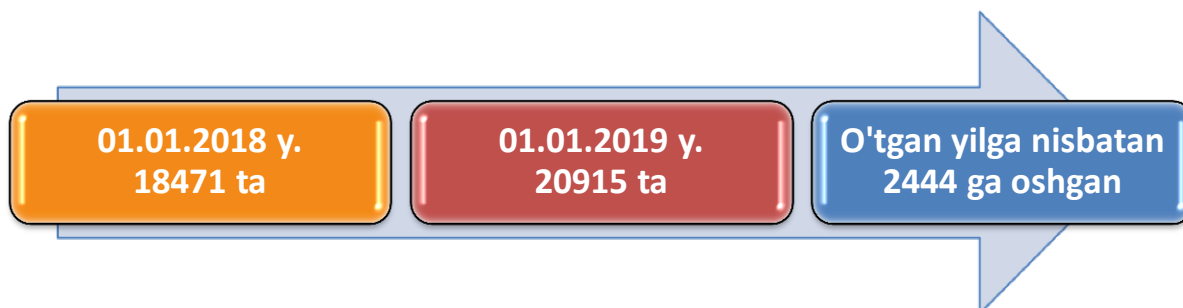 01.01.2018 y.
18471 ta
01.01.2019 y.
20915 ta
O'tgan yilga nisbatan
2444 ga oshgan